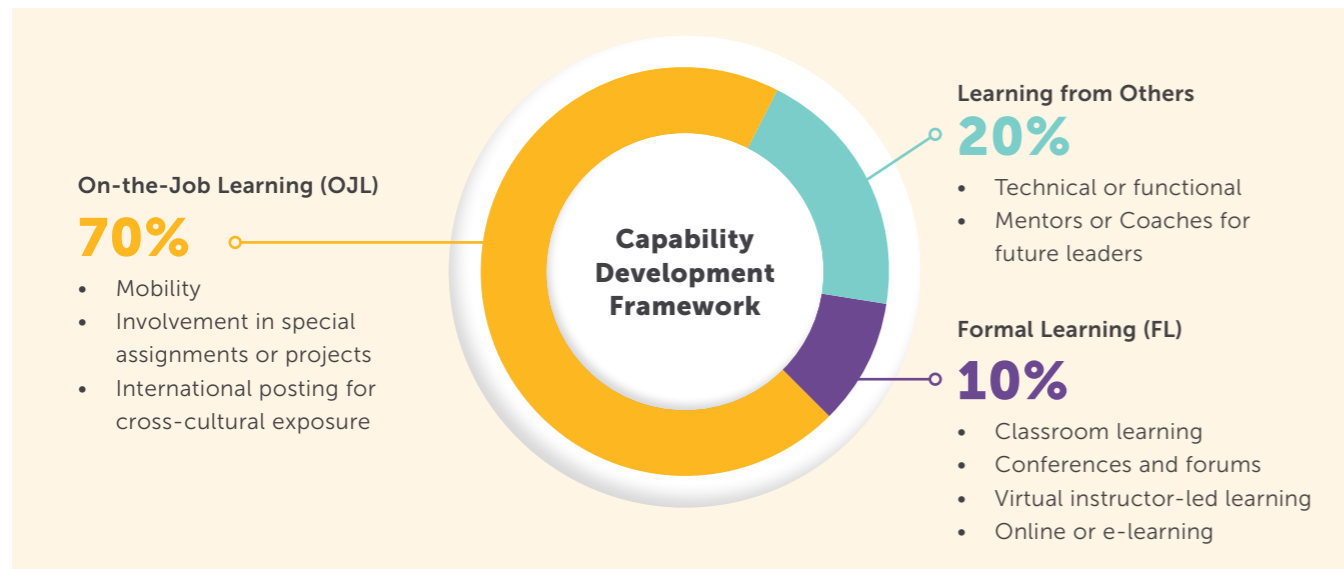 On-the-Job Learning (OJL)
70%
• Mobility
• Involvement in special
assignments or projects
• International posting for
cross-cultural exposure
Capability
Development
Framework
Learning from Others
20%
• Technical or functional
• Mentors or Coaches for
future leaders
Formal Learning (FL)
10%
• Classroom learning
• Conferences and forums
• Virtual instructor-led learning
• Online or e-learning